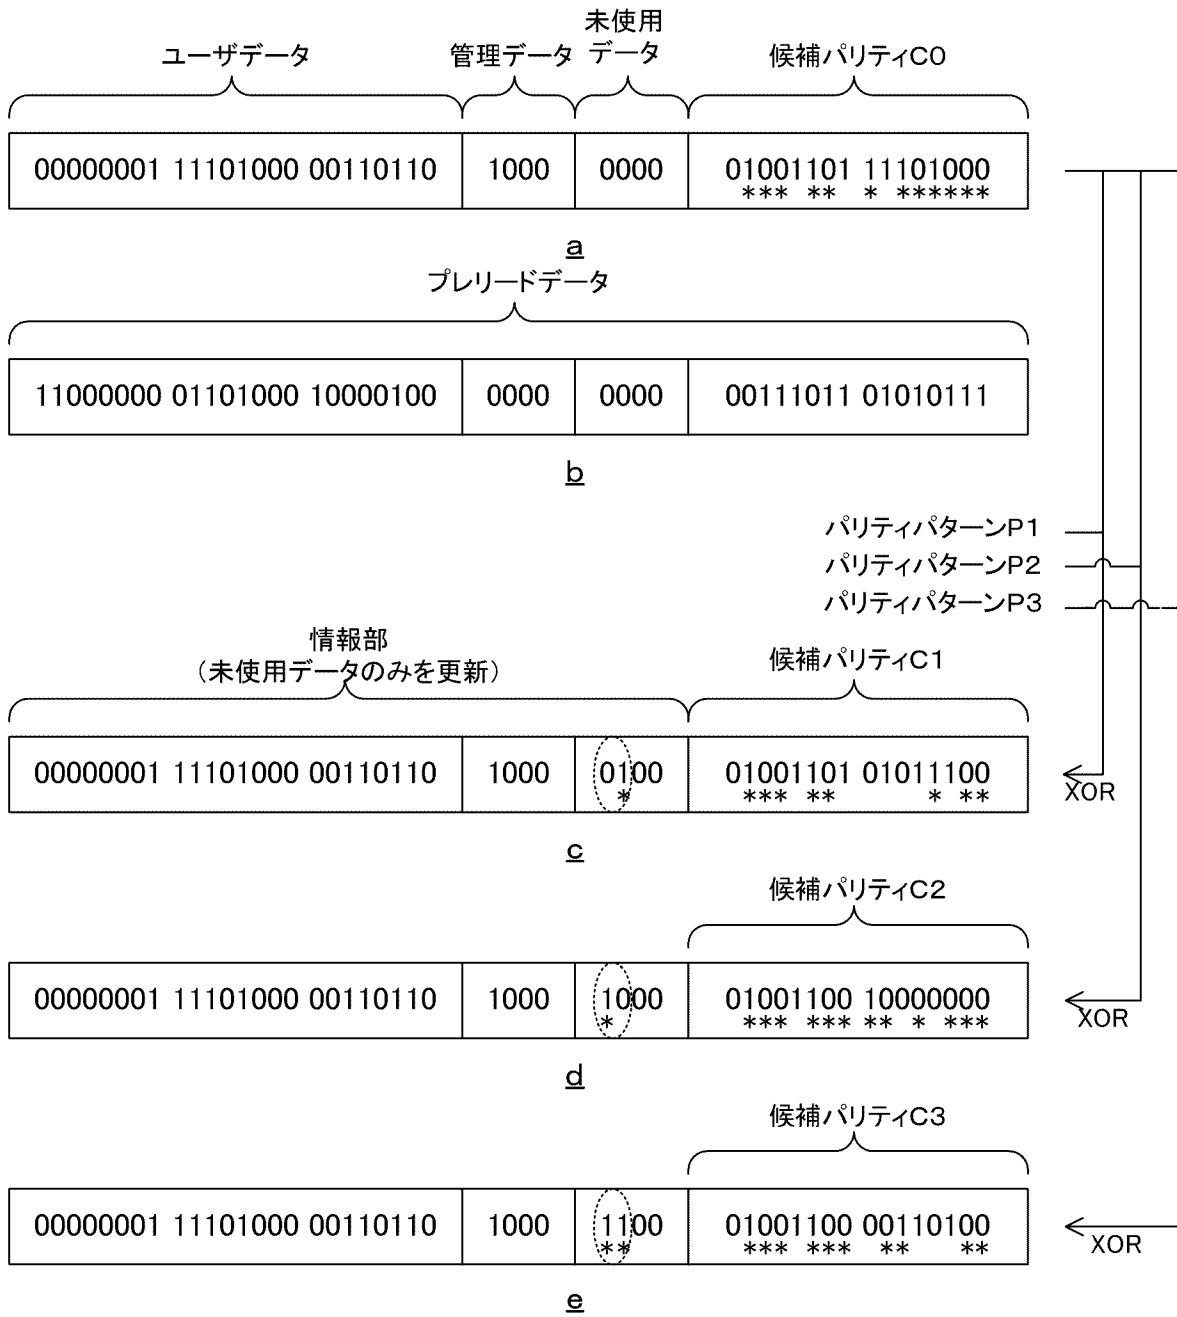 ユーザデータ 管理データ 未使用データ 候補パリティC0
00000001 11101000 00110110 1000 0000 01001101 11101000
*** ** * ******
a
プレリードデータ
11000000 01101000 10000100 0000 0000 00111011 01010111
b
パリティパターンP1
パリティパターンP2
パリティパターンP3
情報部
（未使用データのみを更新） 候補パリティC1
00000001 11101000 00110110 1000 0100 01001101 01011100
* *** ** * **
XOR
c
候補パリティC2
00000001 11101000 00110110 1000 1000 01001100 10000000
* *** *** ** * ***
XOR
d
候補パリティC3
00000001 11101000 00110110 1000 1100 01001100 00110100
** *** *** ** **
XOR
e